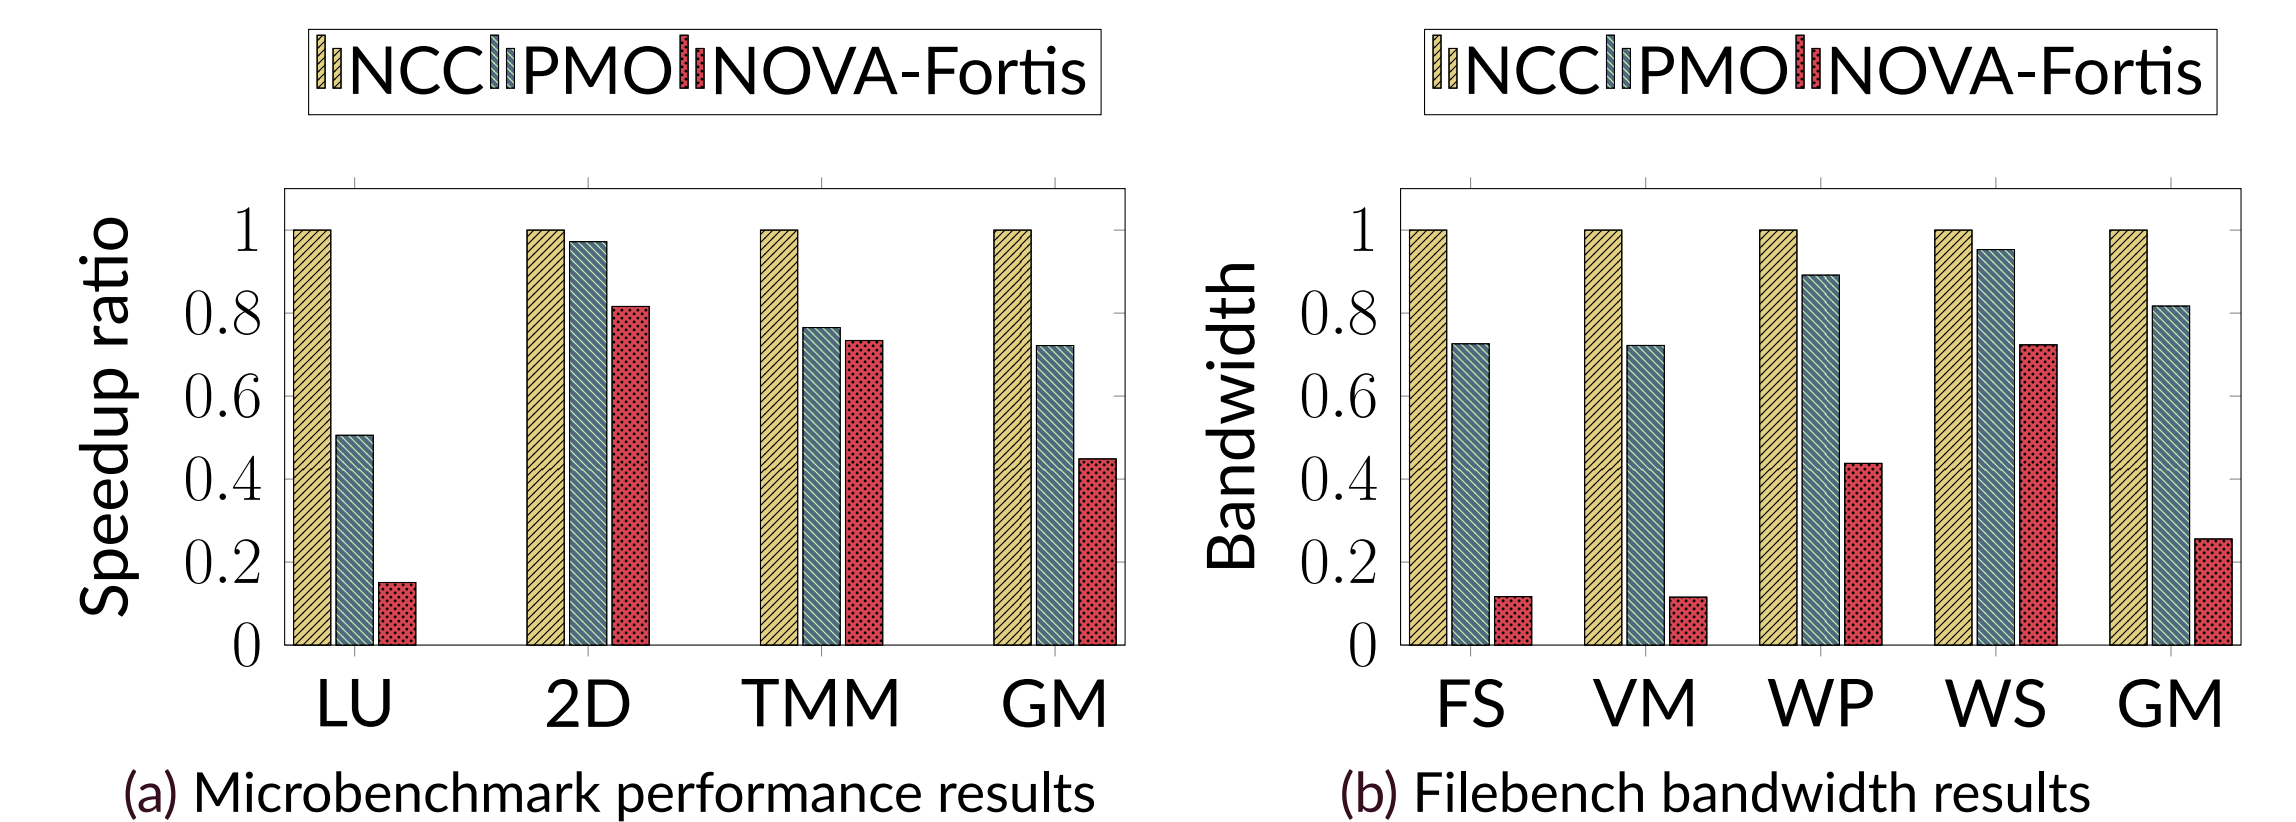 NCC PMO NOVA-Fortis
Speedup ratio
1
0.8
0.6
0.4
0.2
0
LU 2D TMM GM
(a) Microbenchmark performance results
NCC PMO NOVA-Fortis
Bandwidth
1
0.8
0.6
0.4
0.2
0
FS VM WP WS GM
(b) Filebench bandwidth results